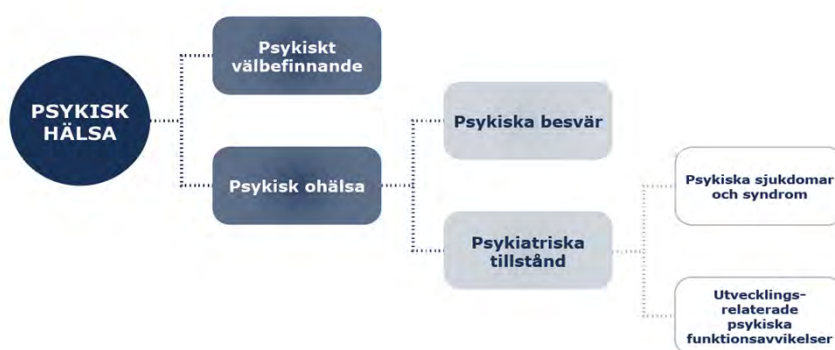 PSYKISK
HÄLSA
Psykiskt
välbefinnande
Psykisk ohälsa
Psykiska besvär
Psykiatriska
tillstånd
Psykiska sjukdomar
och syndrom
Utvecklings-
relaterade
psykiska
funktionsavvikelser